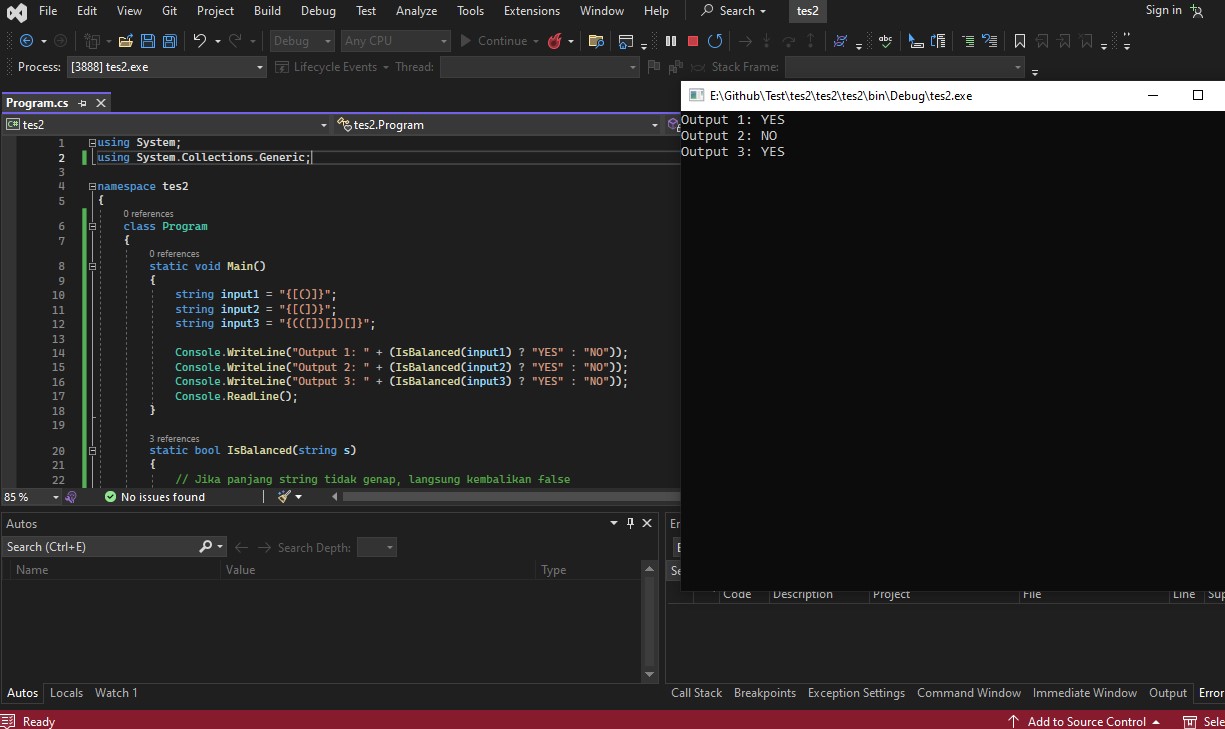 File Edit View Git Project Build Debug Test Analyze Tools Extensions Window Help Search tes2 Sign in
Debug Any CPU Continue
Process: [3888] tes2.exe Lifecycle Events Thread: Stack Frame:
Program.cs
C# tes2 tes2.Program
1 using System;
2 using System.Collections.Generic;
3
4 namespace tes2
5 {
0 references
6 class Program
7 {
0 references
8 static void Main()
9 {
10 string input1 = "{[()]}";
11 string input2 = "{[(])}";
12 string input3 = "{(([])[])[]}";
13
14 Console.WriteLine("Output 1: " + (IsBalanced(input1) ? "YES" : "NO"));
15 Console.WriteLine("Output 2: " + (IsBalanced(input2) ? "YES" : "NO"));
16 Console.WriteLine("Output 3: " + (IsBalanced(input3) ? "YES" : "NO"));
17 Console.ReadLine();
18 }
19
3 references
20 static bool IsBalanced(string s)
21 {
22 // Jika panjang string tidak genap, langsung kembalikan false
85 % No issues found
E:\Github\Test\tes2\tes2\tes2\bin\Debug\tes2.exe
Output 1: YES
Output 2: NO
Output 3: YES
Autos
Search (Ctrl+E) Search Depth:
Name Value Type
Autos Locals Watch 1
Code Description Project File Line
Call Stack Breakpoints Exception Settings Command Window Immediate Window Output Error
Ready Add to Source Control